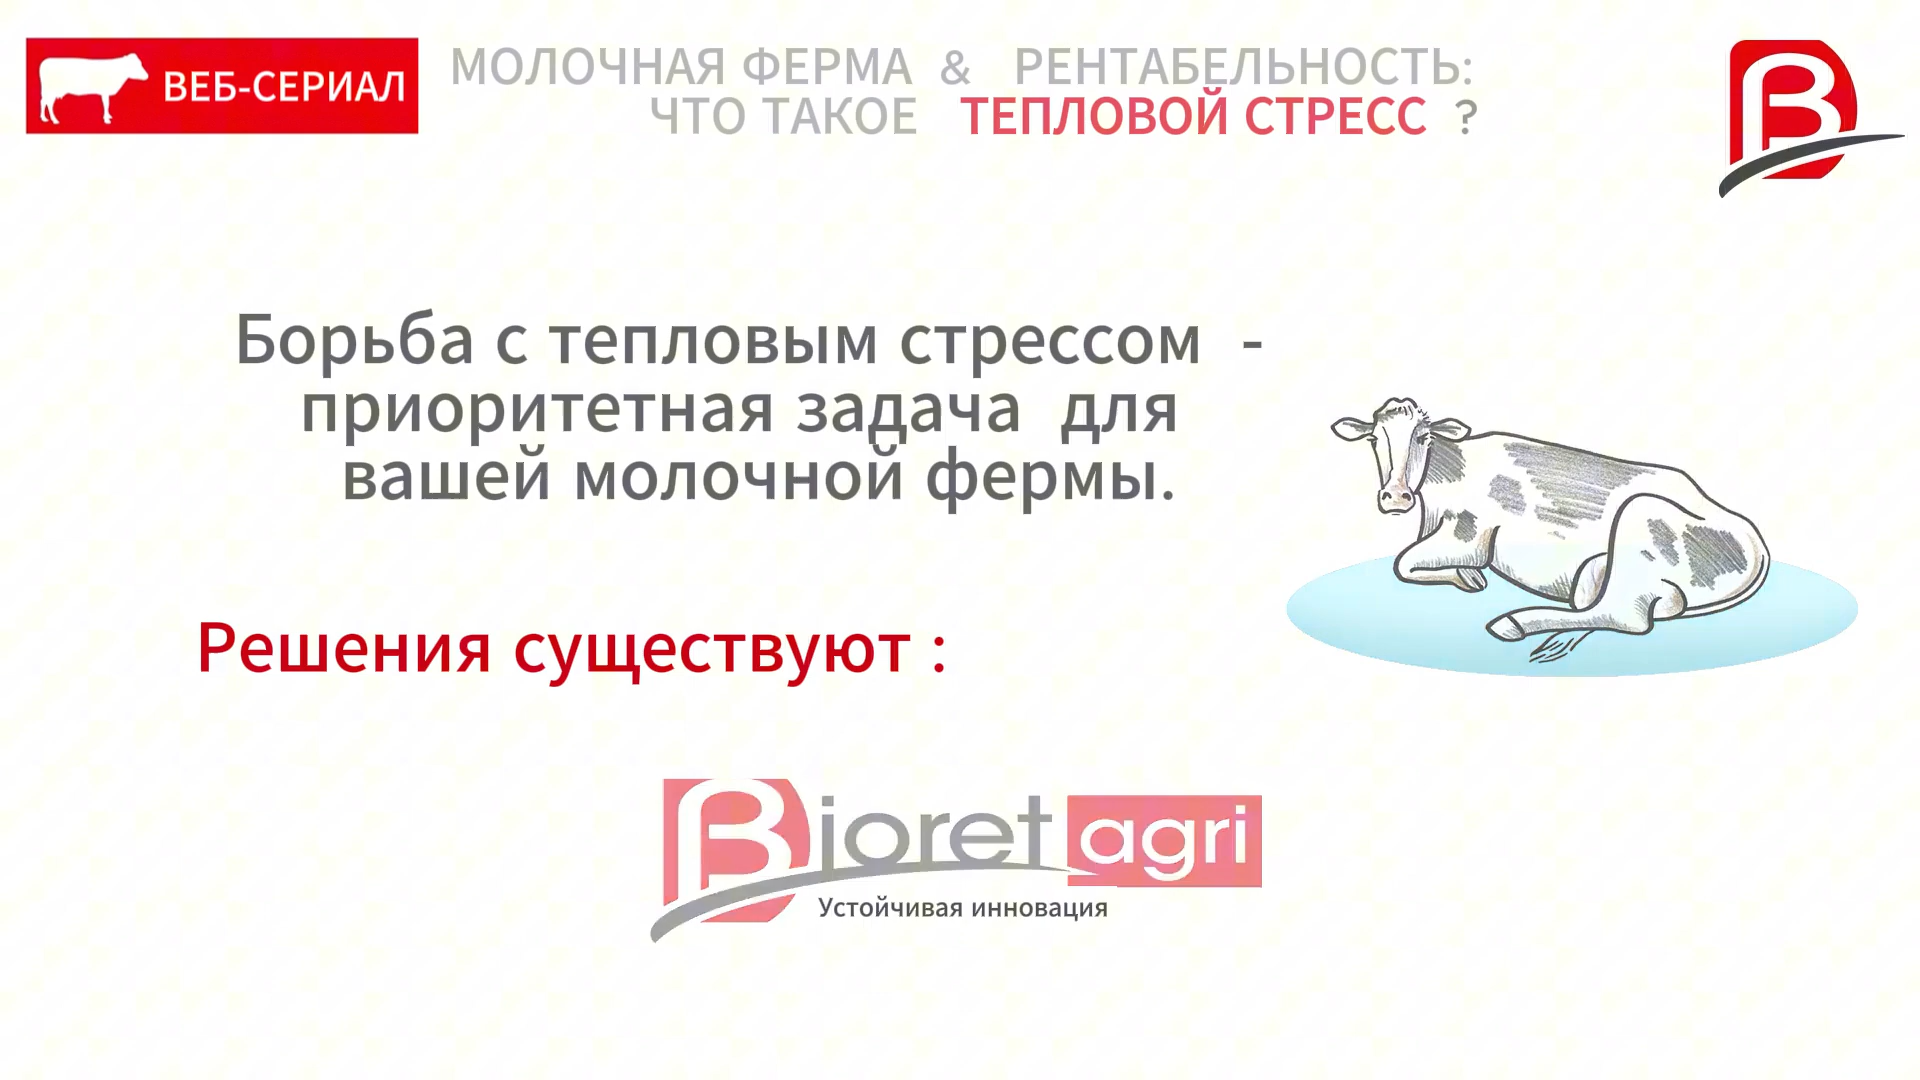 ВЕБ-СЕРИАЛ
МОЛОЧНАЯ ФЕРМА & РЕНТАБЕЛЬНОСТЬ:
ЧТО ТАКОЕ ТЕПЛОВОЙ СТРЕСС ?
Борьба с тепловым стрессом -
приоритетная задача для
вашей молочной фермы.
Решения существуют :
Bioret agri
Устойчивая инновация